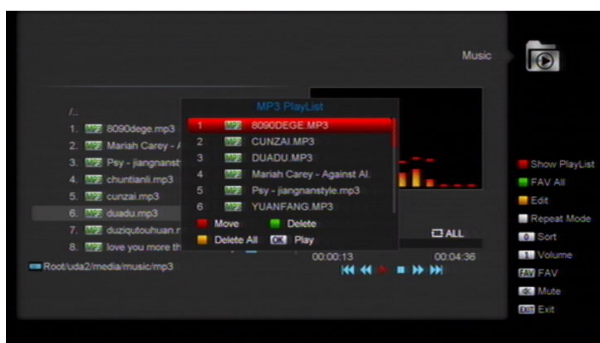 Music
/..
1. MP3 8090dege.mp3
2. MP3 Mariah Carey - A
3. MP3 Psy - jiangnanst
4. MP3 chuntianli.mp3
5. MP3 cunzai.mp3
6. MP3 duadu.mp3
7. MP3 duziqutouhuan.r
8. MP3 love you more th
Root/uda2/media/music/mp3
MP3 PlayList
1 MP3 8090DEGE.MP3
2 MP3 CUNZAI.MP3
3 MP3 DUADU.MP3
4 MP3 Mariah Carey - Against Al.
5 MP3 Psy - jiangnanstyle.mp3
6 MP3 YUANFANG.MP3
Move Delete
Delete All OK Play
ALL
00:00:13 00:04:36
Show PlayList
FAV All
Edit
Repeat Mode
0 Sort
1 Volume
FAV FAV
Mute
EXIT Exit